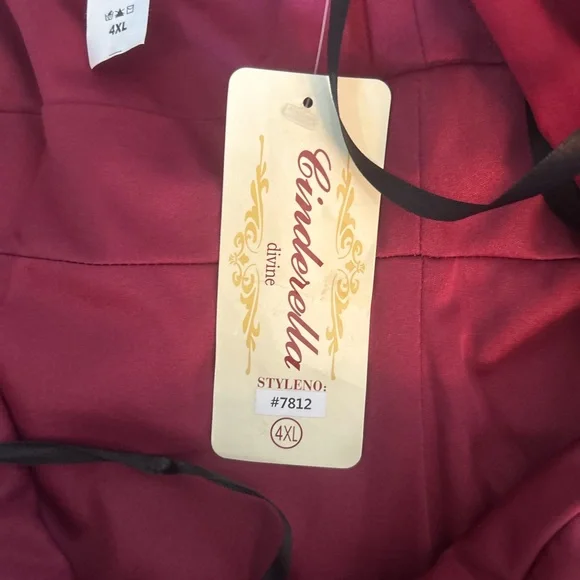 4XL
Cinderella
divine
STYLENO:
#7812
4XL